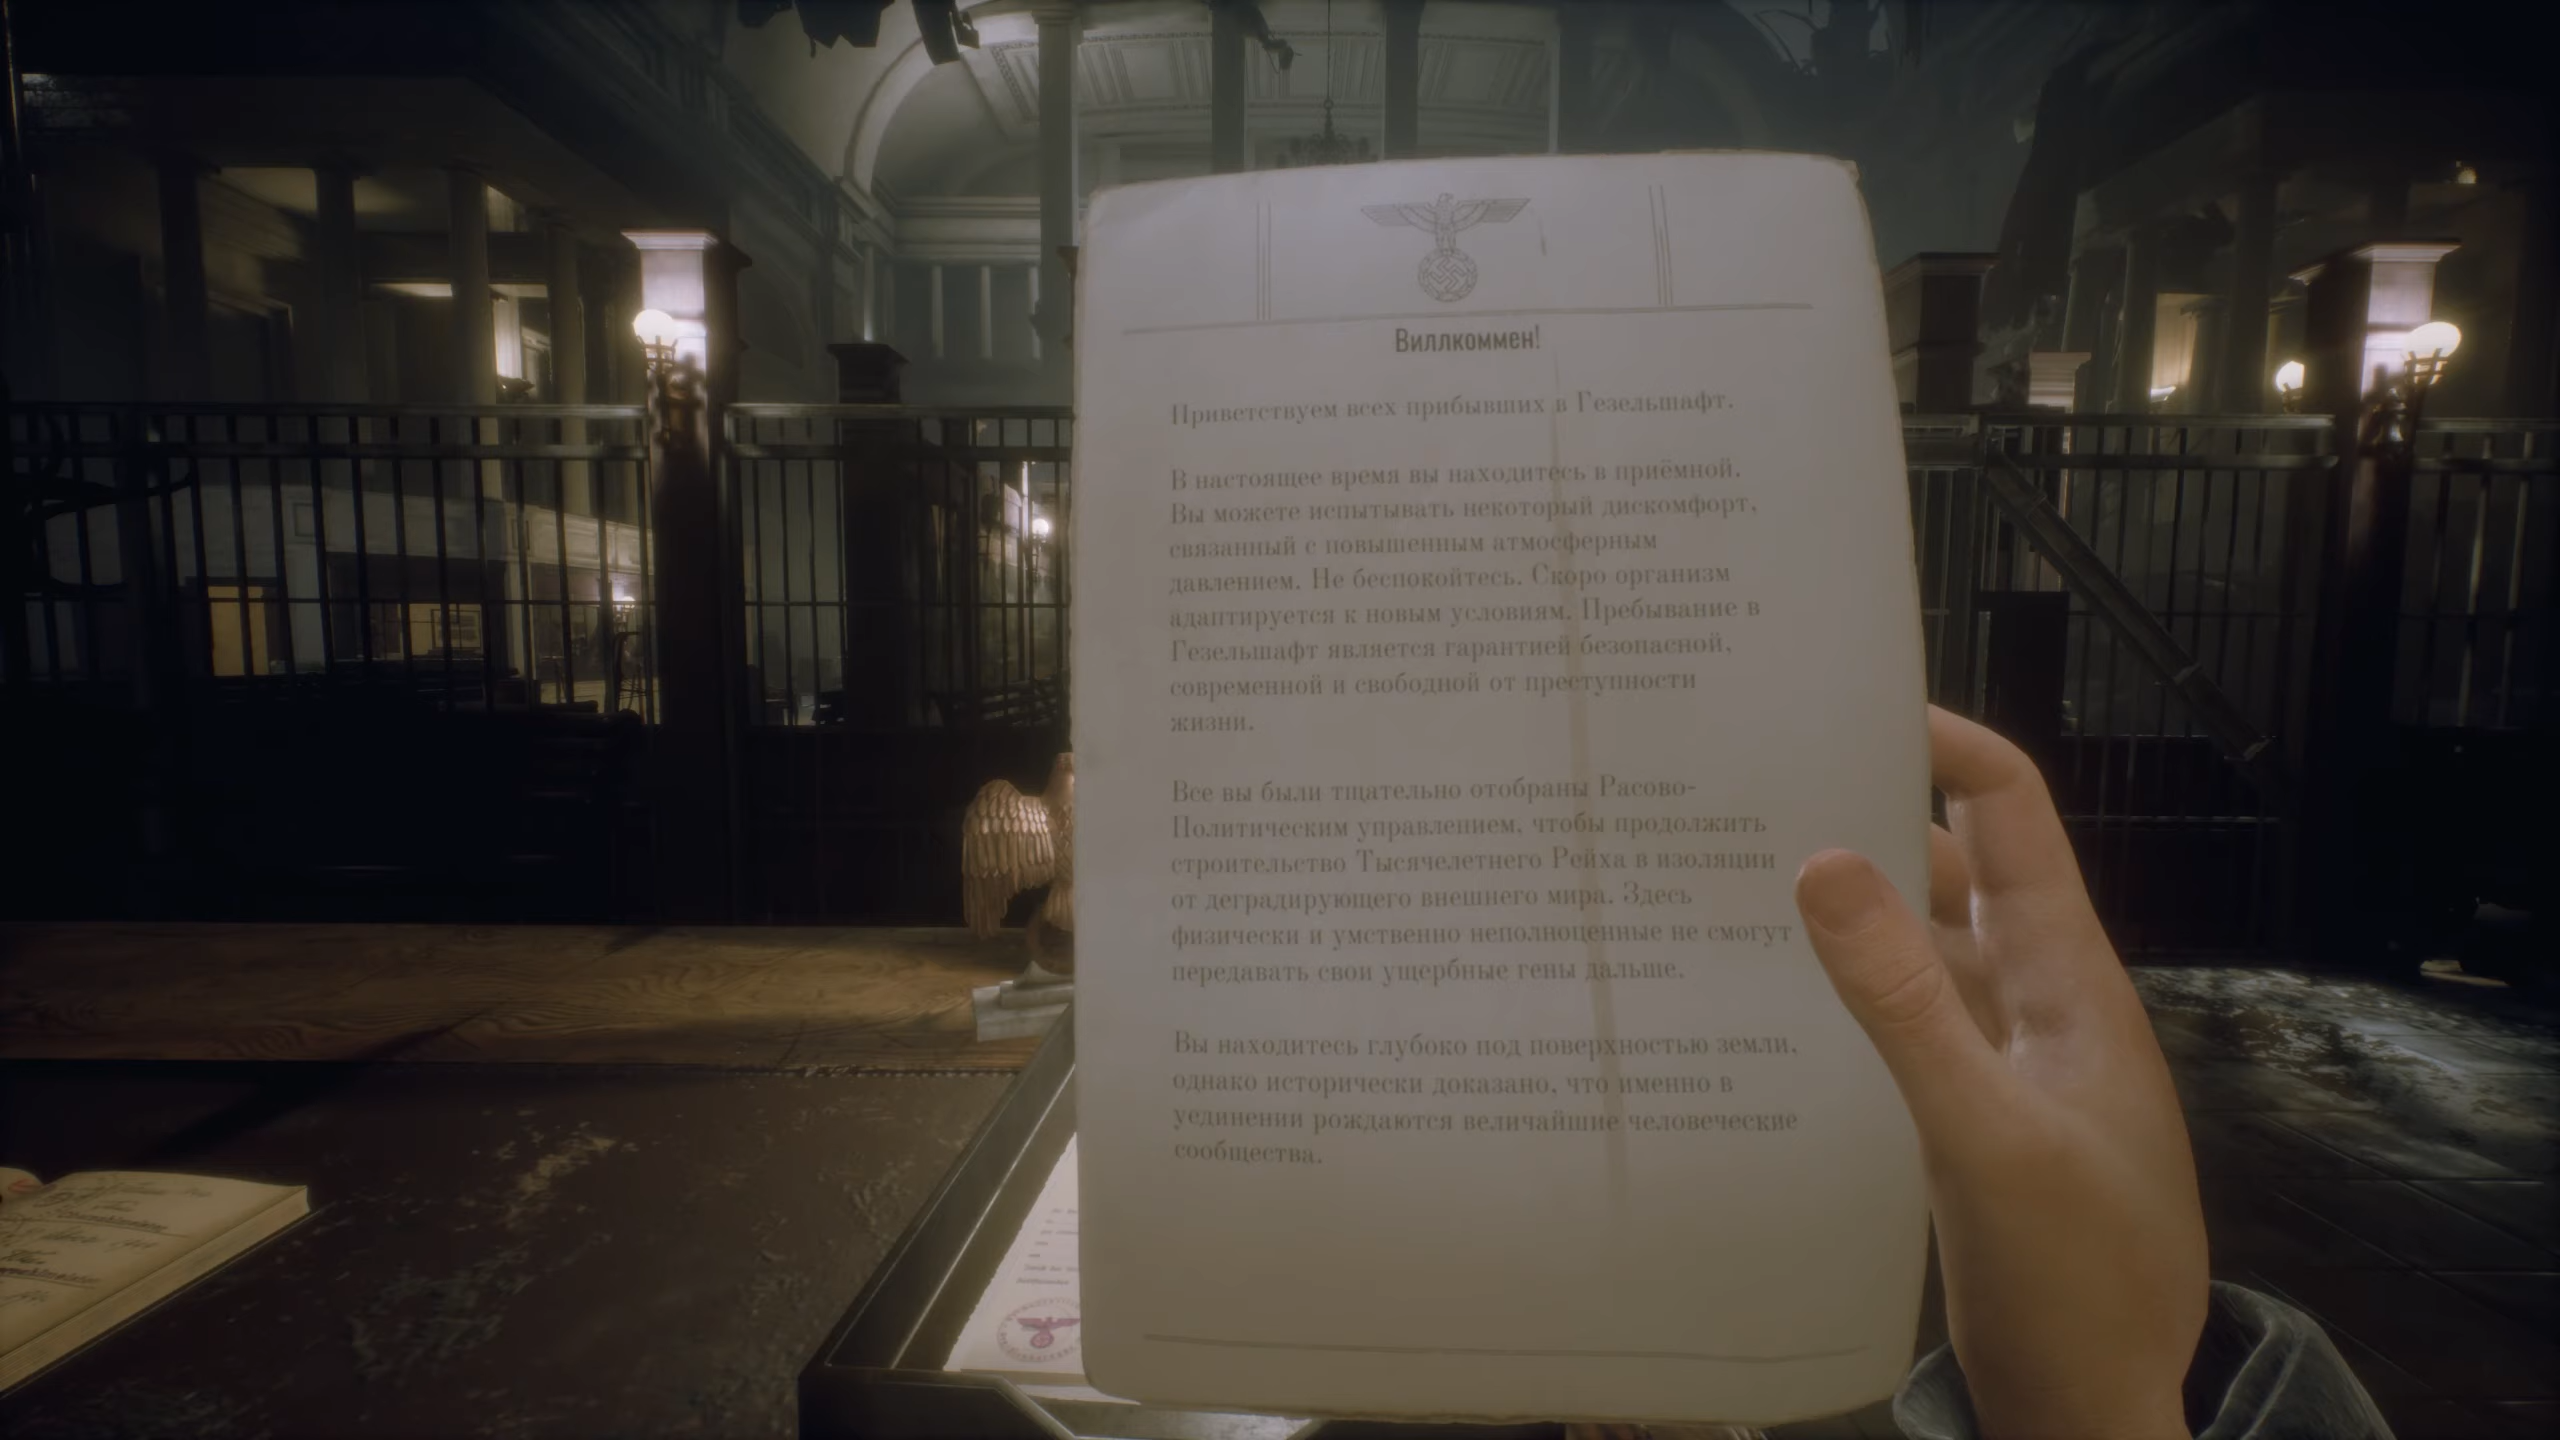 Виллкоммен!
Приветствуем всех прибывших в Гезельшафт.
В настоящее время вы находитесь в приёмной.
Вы можете испытывать некоторый дискомфорт,
связанный с повышенным атмосферным
давлением. Не беспокойтесь. Скоро организм
адаптируется к новым условиям. Пребывание в
Гезельшафт является гарантией безопасной,
современной и свободной от преступности
жизни.
Все вы были тщательно отобраны Расово-
Политическим управлением, чтобы продолжить
строительство Тысячелетнего Рейха в изоляции
от деградирующего внешнего мира. Здесь
физически и умственно неполноценные не смогут
передавать свои ущербные гены дальше.
Вы находитесь глубоко под поверхностью земли,
однако исторически доказано, что именно в
уединении рождаются величайшие человеческие
сообщества.